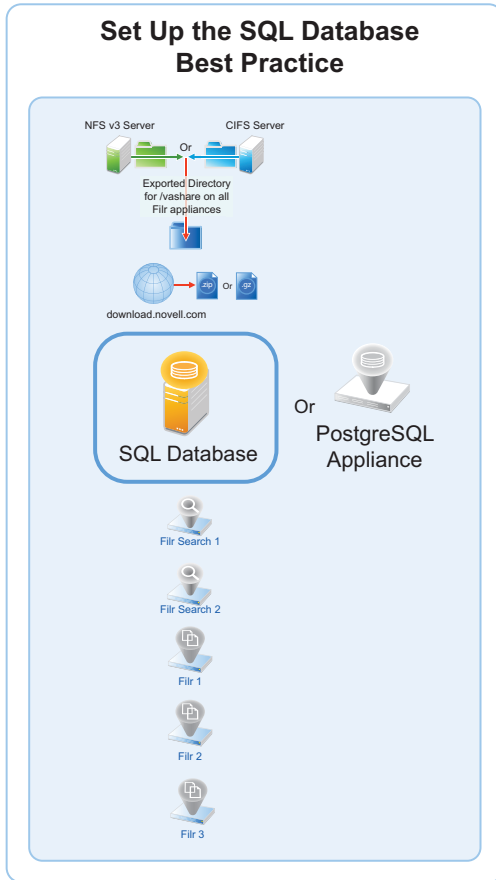 Set Up the SQL Database
Best Practice
NFS v3 Server
Or
CIFS Server
Exported Directory
for /vashare on all
Filr appliances
.zip
Or
.gz
download.novell.com
SQL Database
Or
PostgreSQL
Appliance
Filr Search 1
Filr Search 2
Filr 1
Filr 2
Filr 3